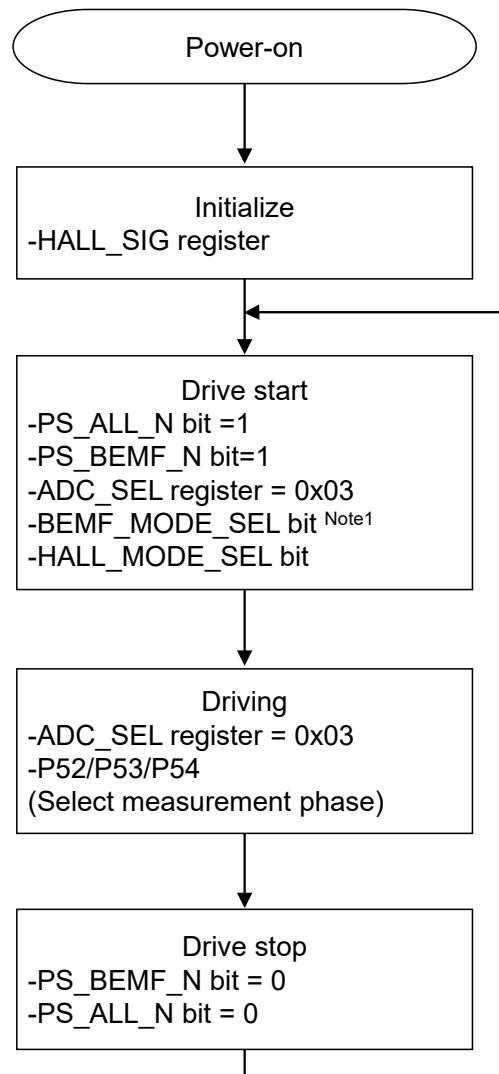 Power-on
Initialize
-HALL_SIG register
Drive start
-PS_ALL_N bit =1
-PS_BEMF_N bit=1
-ADC_SEL register = 0x03
-BEMF_MODE_SEL bit Note1
-HALL_MODE_SEL bit
Driving
-ADC_SEL register = 0x03
-P52/P53/P54
(Select measurement phase)
Drive stop
-PS_BEMF_N bit = 0
-PS_ALL_N bit = 0